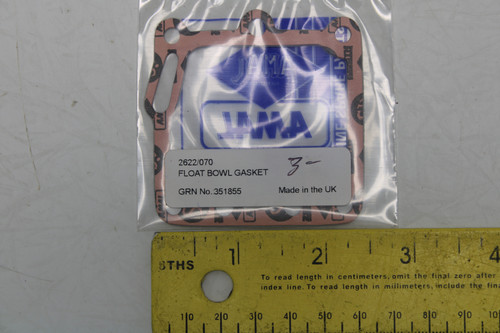 AMAL
2622/070
FLOAT BOWL GASKET
3-
GRN No. 351855 Made in the UK
1 2 3 4
8THS
To read length in centimeters, omit the final zero after
index line. To read length in millimeters, include the fina
10 20 30 40 50 60 70 80 90 10